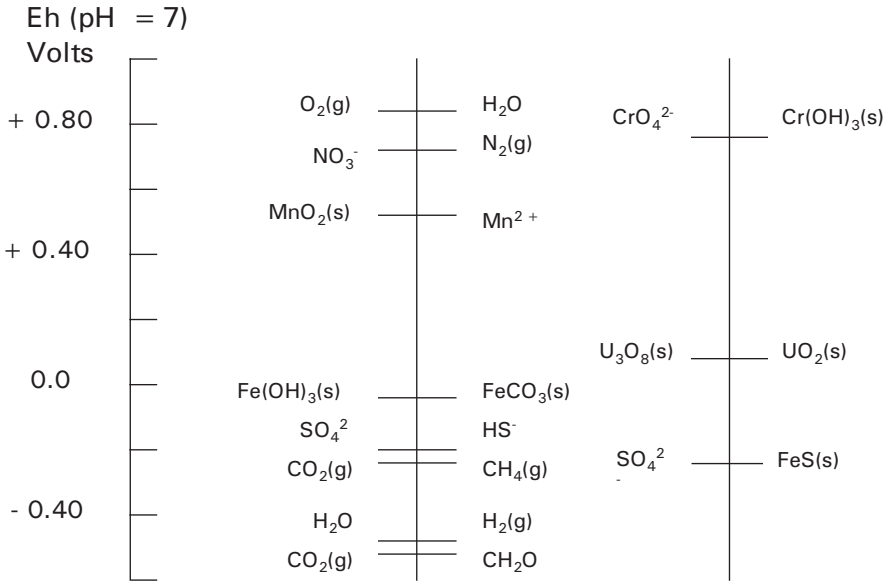 Eh (pH = 7)
Volts
+ 0.80
+ 0.40
0.0
- 0.40
O₂(g) H₂O
NO₃⁻ N₂(g)
MnO₂(s) Mn²⁺
Fe(OH)₃(s) FeCO₃(s)
SO₄² HS⁻
CO₂(g) CH₄(g)
H₂O H₂(g)
CO₂(g) CH₂O
CrO₄²⁻ Cr(OH)₃(s)
U₃O₈(s) UO₂(s)
SO₄² FeS(s)
-